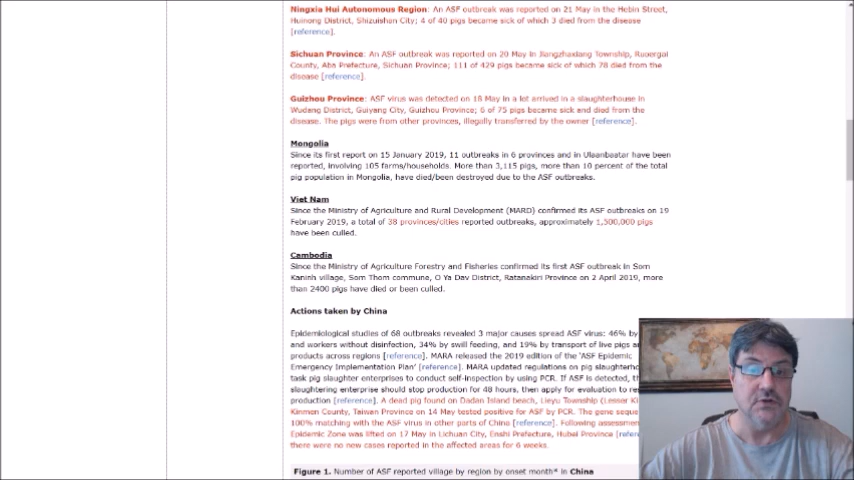 Ningxia Hui Autonomous Region: An ASF outbreak was reported on 21 May in the Hebin Street,
Huinong District, Shizuishan City; 4 of 40 pigs became sick of which 3 died from the disease
[reference].
Sichuan Province: An ASF outbreak was reported on 20 May in Jiangzhaxiang Township, Ruoergai
County, Aba Prefecture, Sichuan Province; 111 of 429 pigs became sick of which 78 died from the
disease [reference].
Guizhou Province: ASF virus was detected on 18 May in a lot arrived in a slaughterhouse in
Wudang District, Guiyang City, Guizhou Province; 6 of 75 pigs became sick and died from the
disease. The pigs were from other provinces, illegally transferred by the owner [reference].
Mongolia
Since its first report on 15 January 2019, 11 outbreaks in 6 provinces and in Ulaanbaatar have been
reported, involving 105 farms/households. More than 3,115 pigs, more than 10 percent of the total
pig population in Mongolia, have died/been destroyed due to the ASF outbreaks.
Viet Nam
Since the Ministry of Agriculture and Rural Development (MARD) confirmed its ASF outbreaks on 19
February 2019, a total of 38 provinces/cities reported outbreaks, approximately 1,500,000 pigs
have been culled.
Cambodia
Since the Ministry of Agriculture Forestry and Fisheries confirmed its first ASF outbreak in Som
Kaninh village, Som Thom commune, O Ya Dav District, Ratanakiri Province on 2 April 2019, more
than 2400 pigs have died or been culled.
Actions taken by China
Epidemiological studies of 68 outbreaks revealed 3 major causes spread ASF virus: 46% by
and workers without disinfection, 34% by swill feeding, and 19% by transport of live pigs
products across regions [reference]. MARA released the 2019 edition of the 'ASF Epidemic
Emergency Implementation Plan' [reference]. MARA updated regulations on pig
task pig slaughter enterprises to conduct self-inspection by using PCR. If ASF is detected,
slaughtering enterprise should stop production for 48 hours, then apply for evaluation to
production [reference]. A dead pig found on Dadan Island beach, Lieyu Township (Lesser
Kinmen County, Taiwan Province on 14 May tested positive for ASF by PCR. The gene
100% matching with the ASF virus in other parts of China [reference]. Following
Epidemic Zone was lifted on 17 May in Lichuan City, Enshi Prefecture, Hubei Province
there were no new cases reported in the affected areas for 6 weeks.
Figure 1. Number of ASF reported village by region by onset month* in China